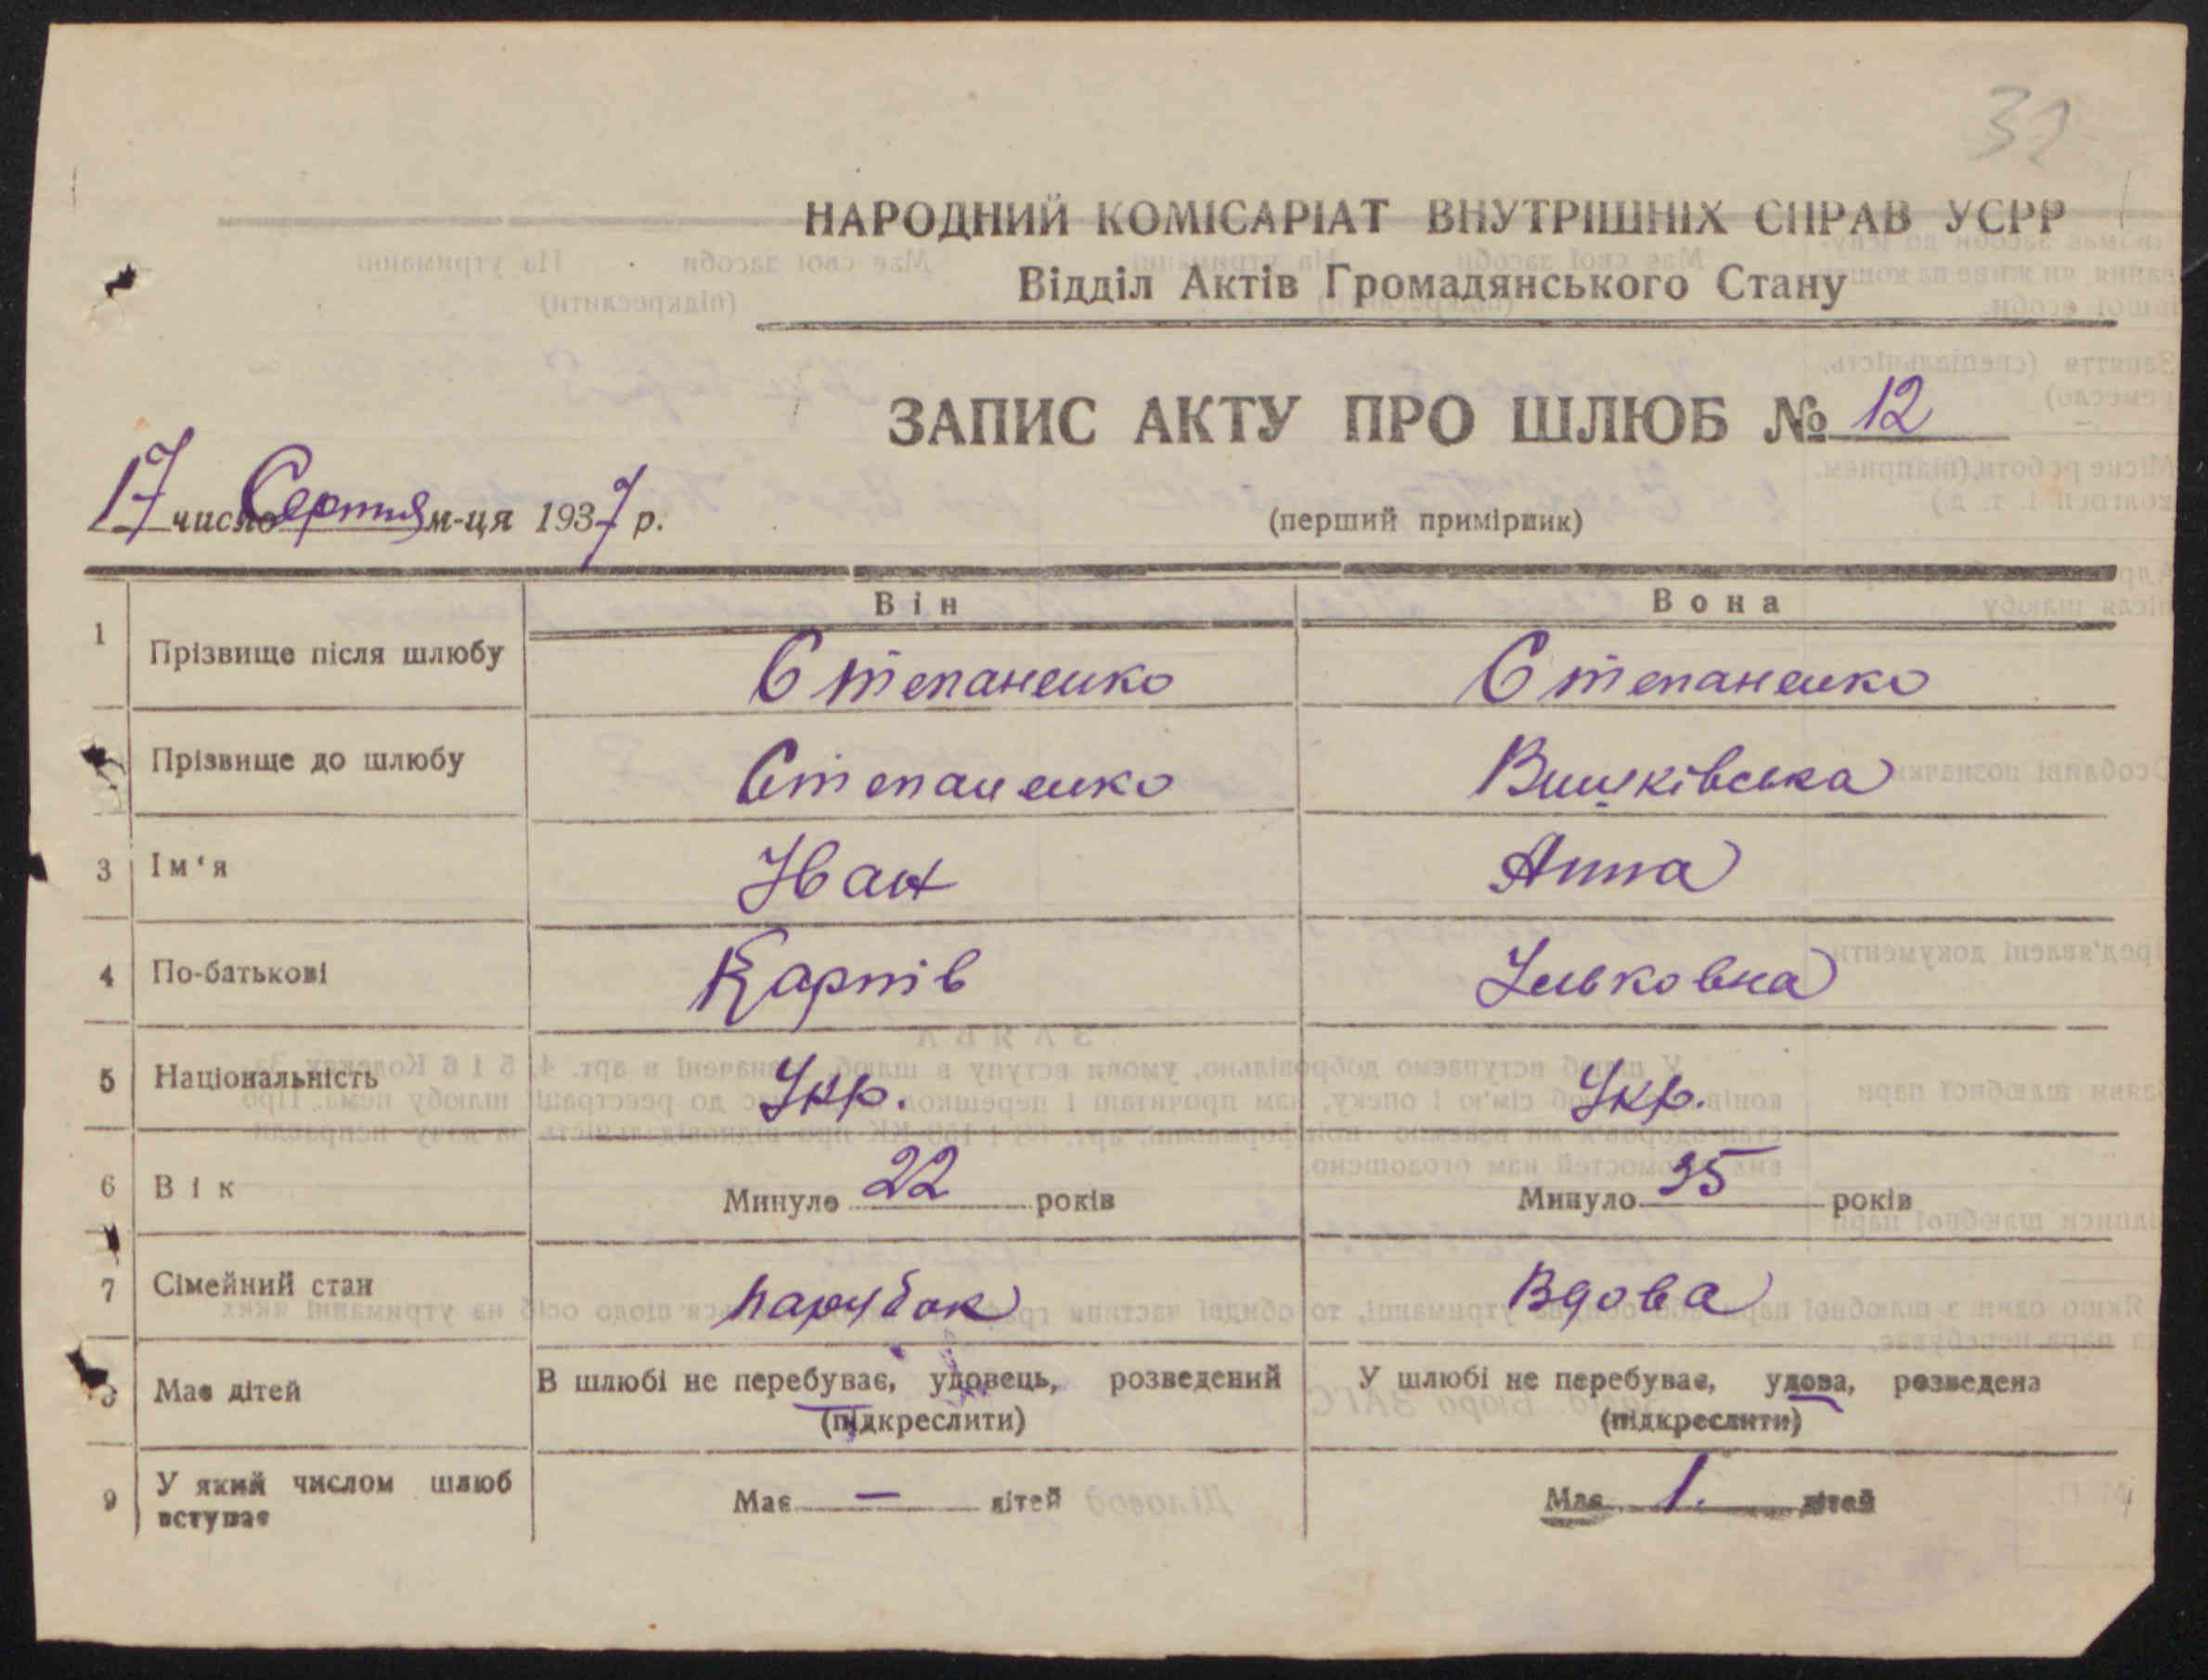 32
НАРОДНИЙ КОМІСАРІАТ ВНУТРІШНІХ СПРАВ УСРР
Відділ Актів Громадянського Стану
ЗАПИС АКТУ ПРО ШЛЮБ № 12
17 число Серпня м-ця 1937 р.
(перший примірник)
Він Вона
1 Прізвище після шлюбу Степаненко Степаненко
Прізвище до шлюбу Степаненко Вишківська
3 Ім‘я Іван Анна
4 По-батькові Карпів
5 Національність Укр. Укр.
6 Вік Минуло 22 років Минуло 35 років
7 Сімейний стан парубок Вдова
8 Має дітей В шлюбі не перебуває, удовець, розведений У шлюбі не перебуває, удова, розведена
(підкреслити) (підкреслити)
9 У який числом шлюб вступає Має — дітей Має 1. дітей